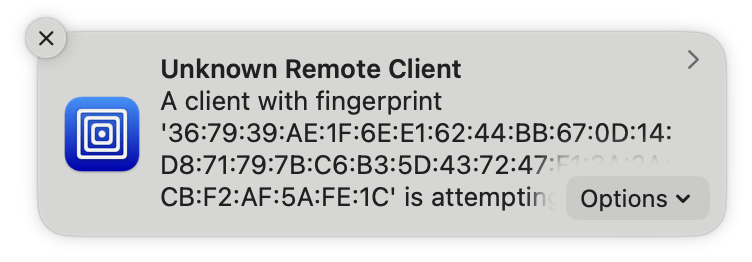 Unknown Remote Client
A client with fingerprint
'36:79:39:AE:1F:6E:E1:62:44:BB:67:0D:14:
D8:71:79:7B:C6:B3:5D:43:72:47:
CB:F2:AF:5A:FE:1C' is attempting
Options